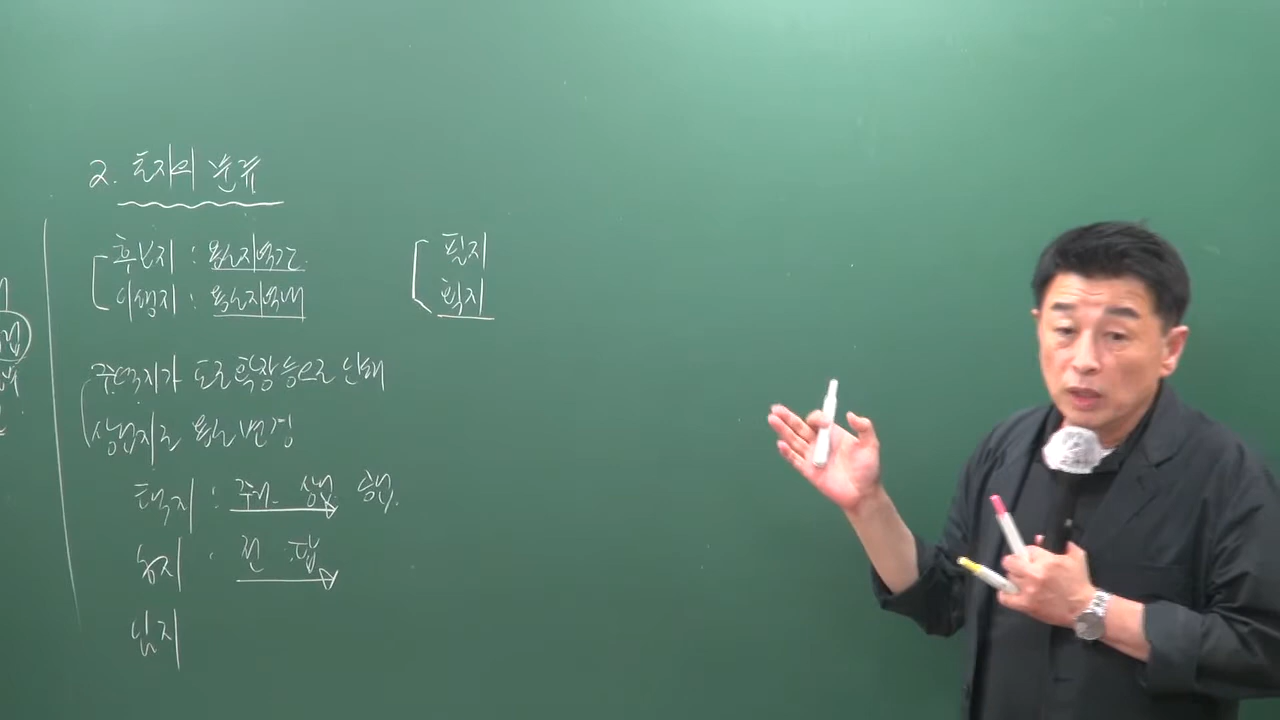 2. 토지의 분류
후보지 : 용도지역간
이행지 : 용도지역내
필지
획지
주택지가 도로확장 등으로 인해
상업지로 용도변경
택지 : 주거 상업 공업
농지 : 전 답
임지